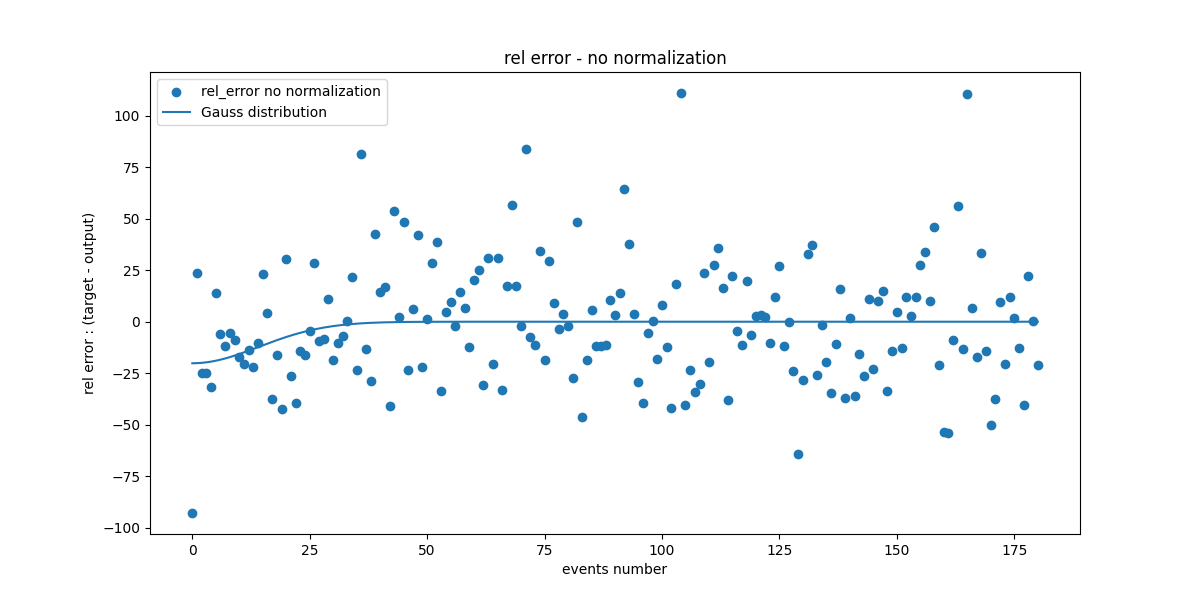 rel error - no normalization
rel_error no normalization
Gauss distribution
rel error : (target - output)
100
75
50
25
0
−25
−50
−75
−100
0 25 50 75 100 125 150 175
events number